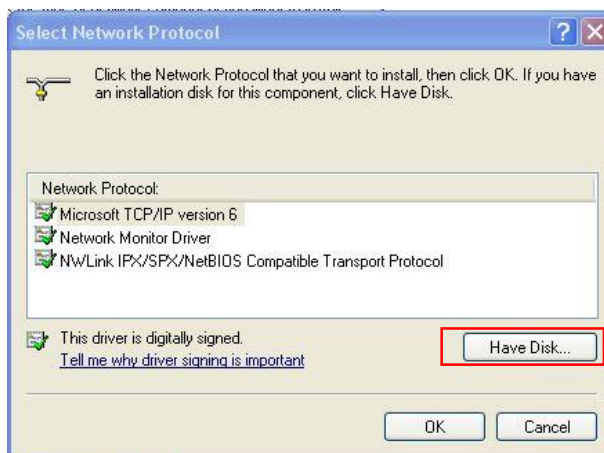 Select Network Protocol
Click the Network Protocol that you want to install, then click OK. If you have
an installation disk for this component, click Have Disk.
Network Protocol:
Microsoft TCP/IP version 6
Network Monitor Driver
NWLink IPX/SPX/NetBIOS Compatible Transport Protocol
This driver is digitally signed.
Tell me why driver signing is important
Have Disk...
OK
Cancel